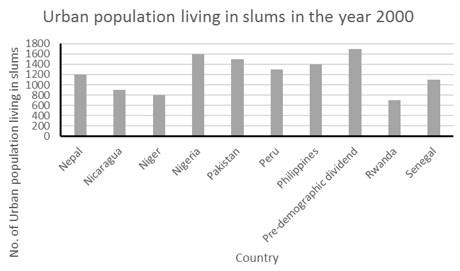 Urban population living in slums in the year 2000
No. of Urban population living in slums
1800
1600
1400
1200
1000
800
600
400
200
0
Nepal
Nicaragua
Niger
Nigeria
Pakistan
Peru
Philippines
Pre-demographic dividend
Rwanda
Senegal
Country